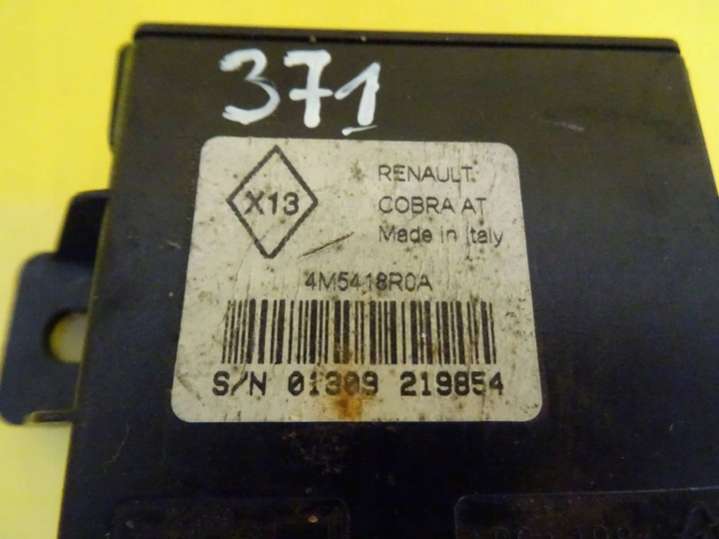 371
X13
RENAULT.
COBRA AT
Made in Italy
4M5418R0A
S/N 01309 219854